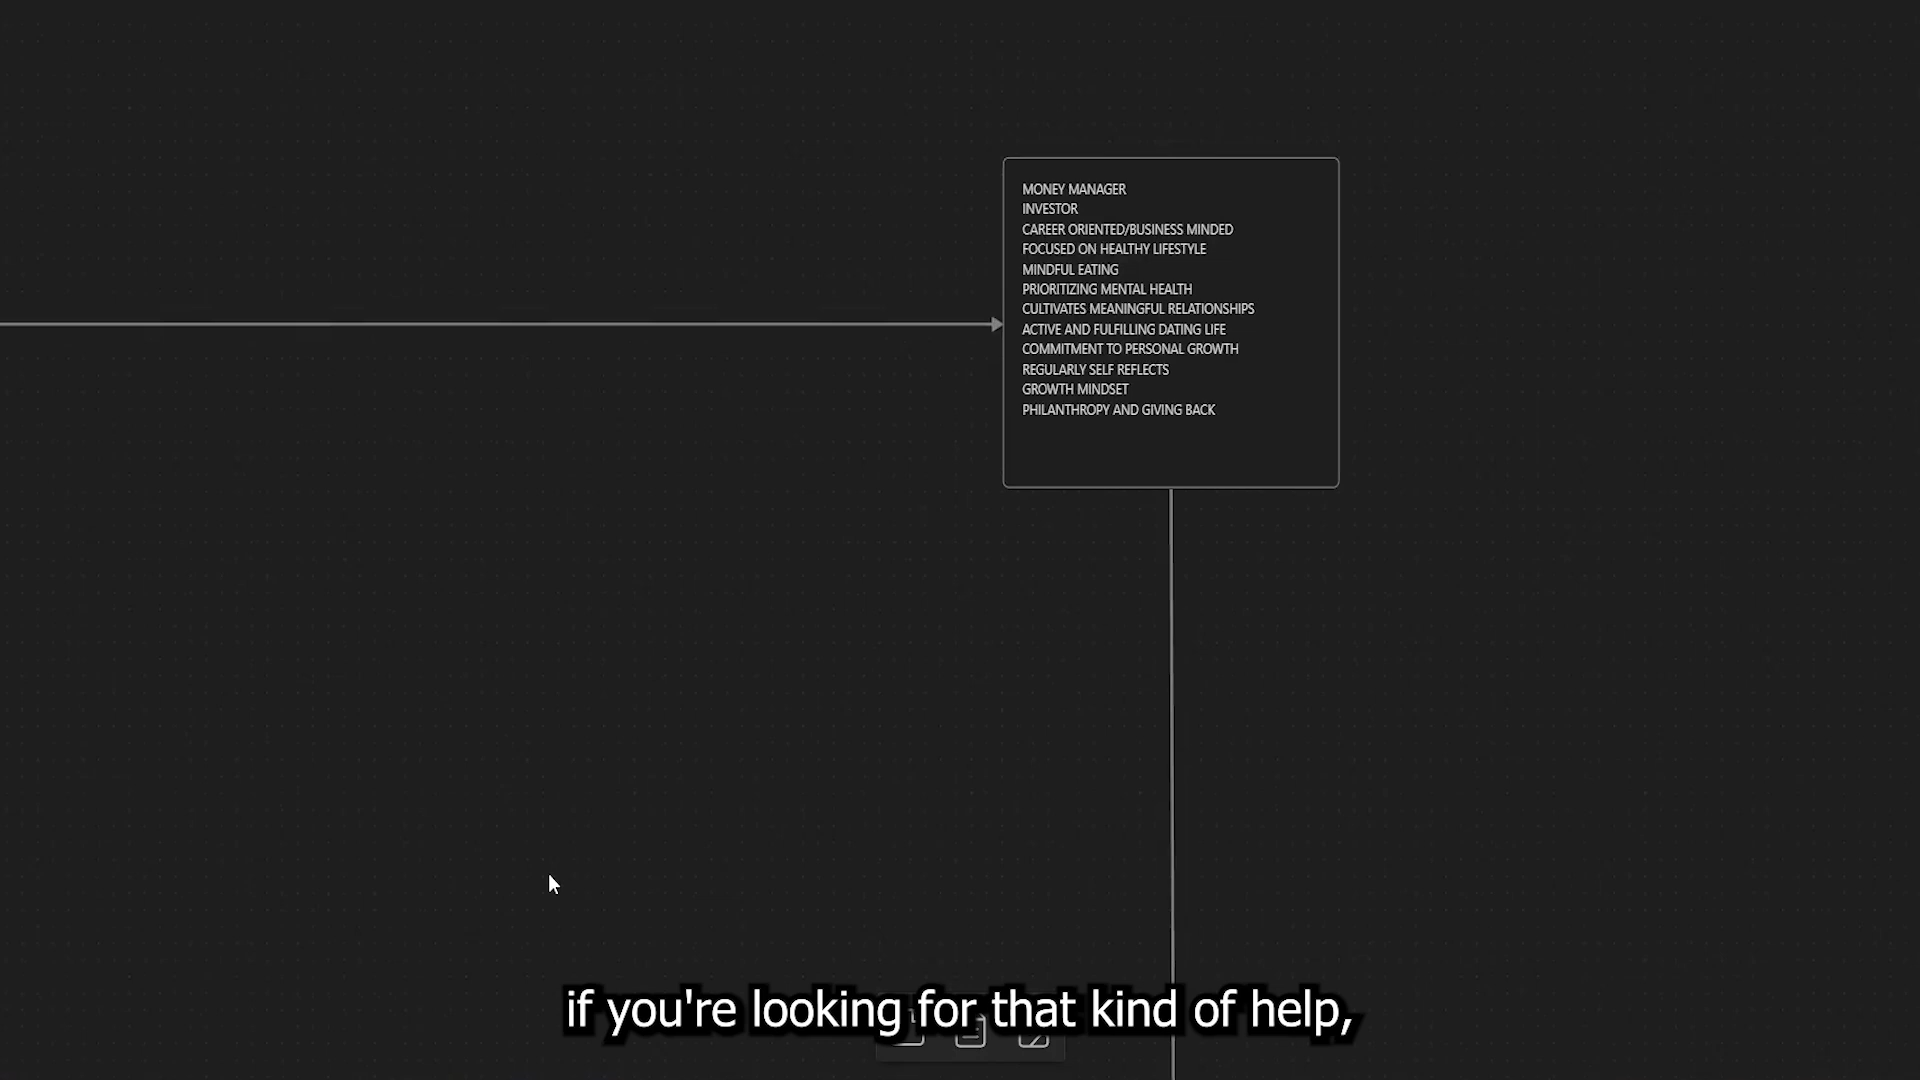 MONEY MANAGER
INVESTOR
CAREER ORIENTED/BUSINESS MINDED
FOCUSED ON HEALTHY LIFESTYLE
MINDFUL EATING
PRIORITIZING MENTAL HEALTH
CULTIVATES MEANINGFUL RELATIONSHIPS
ACTIVE AND FULFILLING DATING LIFE
COMMITMENT TO PERSONAL GROWTH
REGULARLY SELF REFLECTS
GROWTH MINDSET
PHILANTHROPY AND GIVING BACK
if you're looking for that kind of help,